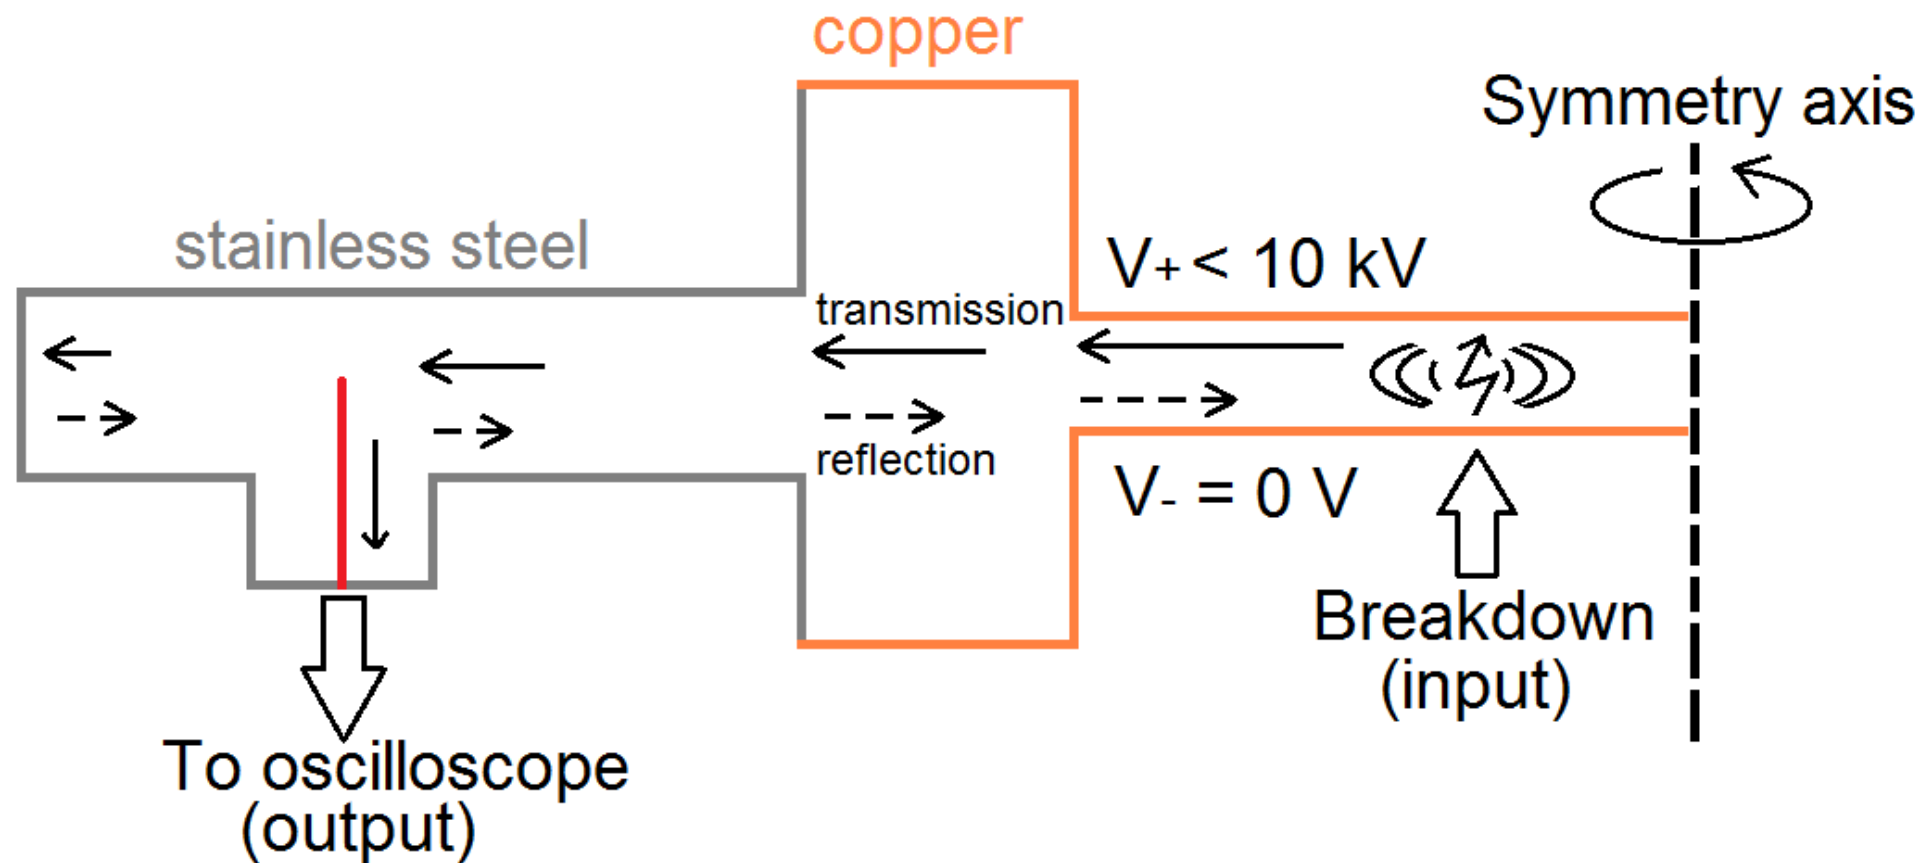 copper
Symmetry axis
stainless steel
V+ < 10 kV
transmission
reflection
V- = 0 V
Breakdown
(input)
To oscilloscope
(output)